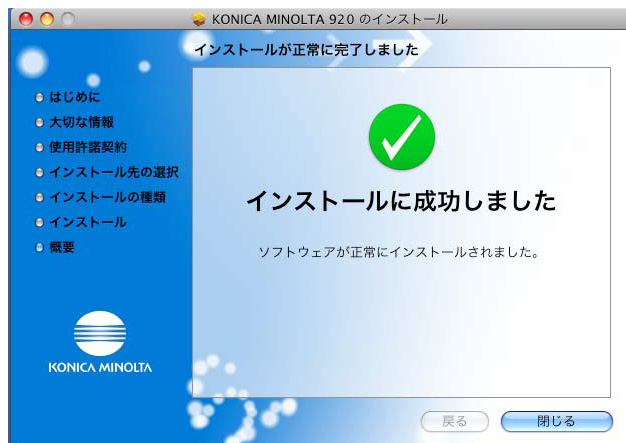 KONICA MINOLTA 920 のインストール
インストールが正常に完了しました
はじめに
大切な情報
使用許諾契約
インストール先の選択
インストールの種類
インストール
概要
インストールに成功しました
ソフトウェアが正常にインストールされました。
KONICA MINOLTA
戻る
閉じる